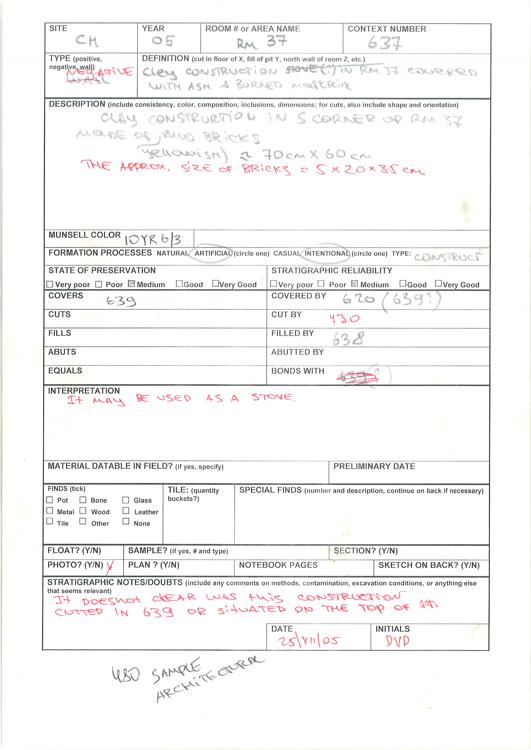 SITE YEAR ROOM # or AREA NAME CONTEXT NUMBER
CM 05 RM 37 637
TYPE (positive, negative, wall) DEFINITION (cut in floor of X, fill of pit Y, north wall of room Z, etc.)
NEGATIVE CLAY CONSTRUCTION STOVE(?) IN RM 37 COVERED
WALL WITH ASH & BURNED MATERIAL
DESCRIPTION (include consistency, color, composition, inclusions, dimensions; for cuts, also include shape and orientation)
CLAY CONSTRUCTION IN S CORNER OF RM 37
MADE OF MUD BRICKS
YELLOWISH) ≈ 70cm X 60cm
THE APPROX. SIZE OF BRICKS = 5 X 20 X 35 cm
MUNSELL COLOR 10YR 6/3
FORMATION PROCESSES NATURAL ARTIFICIAL (circle one) CASUAL INTENTIONAL (circle one) TYPE: CONSTRUCT
STATE OF PRESERVATION STRATIGRAPHIC RELIABILITY
Very poor Poor Medium Good Very Good Very poor Poor Medium Good Very Good
COVERS 639 COVERED BY 620 (639?)
CUTS CUT BY 430
FILLS FILLED BY 638
ABUTS ABUTTED BY
EQUALS BONDS WITH
INTERPRETATION
IT MAY BE USED AS A STOVE.
MATERIAL DATABLE IN FIELD? (if yes, specify) PRELIMINARY DATE
FINDS (tick) TILE: (quantity buckets?) SPECIAL FINDS (number and description, continue on back if necessary)
Pot Bone Glass
Metal Wood Leather
Tile Other None
FLOAT? (Y/N) SAMPLE? (if yes, # and type) SECTION? (Y/N)
PHOTO? (Y/N) Y PLAN ? (Y/N) NOTEBOOK PAGES SKETCH ON BACK? (Y/N)
STRATIGRAPHIC NOTES/DOUBTS (include any comments on methods, contamination, excavation conditions, or anything else
that seems relevant)
IT DOESNOT CLEAR WAS THIS CONSTRUCTION
CUTTED IN 639 OR SITUATED ON THE TOP OF
DATE INITIALS
25/VII/05 DVD
480 SAMPLE
ARCHITECTURAL